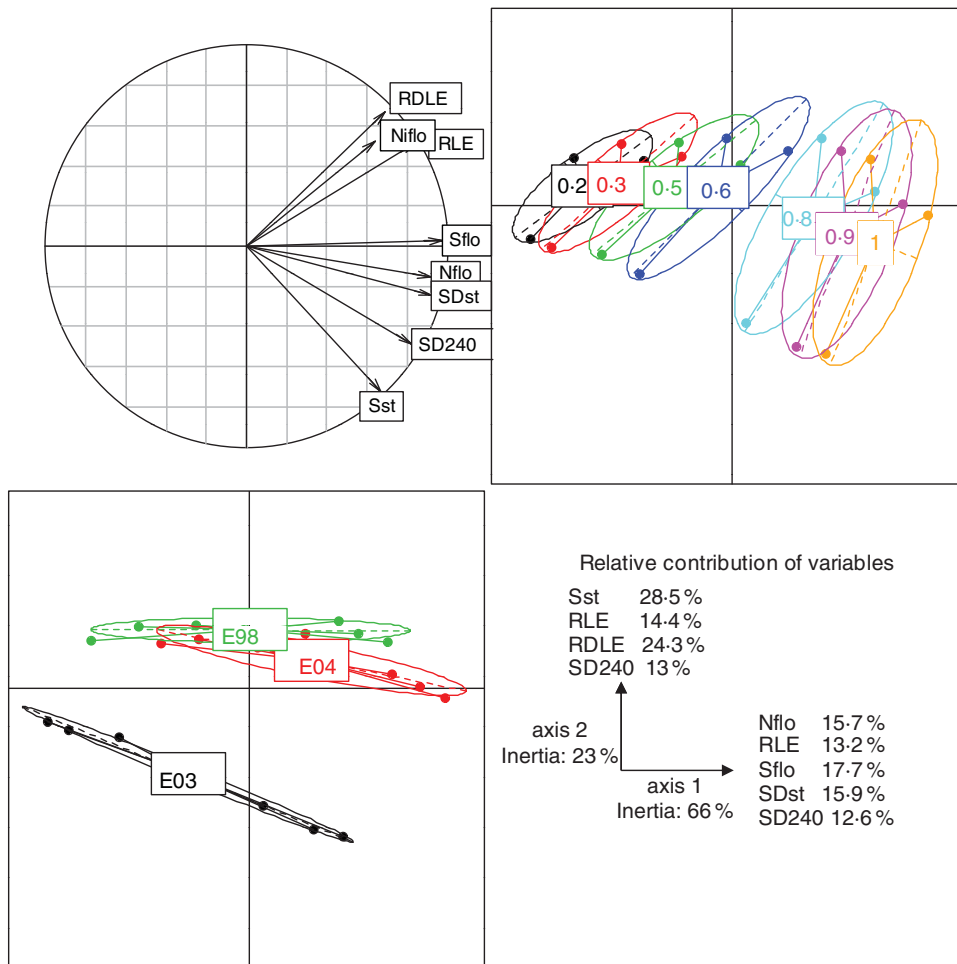 RDLE
Niflo
RLE
Sflo
Nflo
SDst
SD240
Sst
0·2
0·3
0·5
0·6
0·8
0·9
1
E98
E04
E03
Relative contribution of variables
Sst 28·5 %
RLE 14·4 %
RDLE 24·3 %
SD240 13 %
axis 2
Inertia: 23 %
axis 1
Inertia: 66 %
Nflo 15·7 %
RLE 13·2 %
Sflo 17·7 %
SDst 15·9 %
SD240 12·6 %